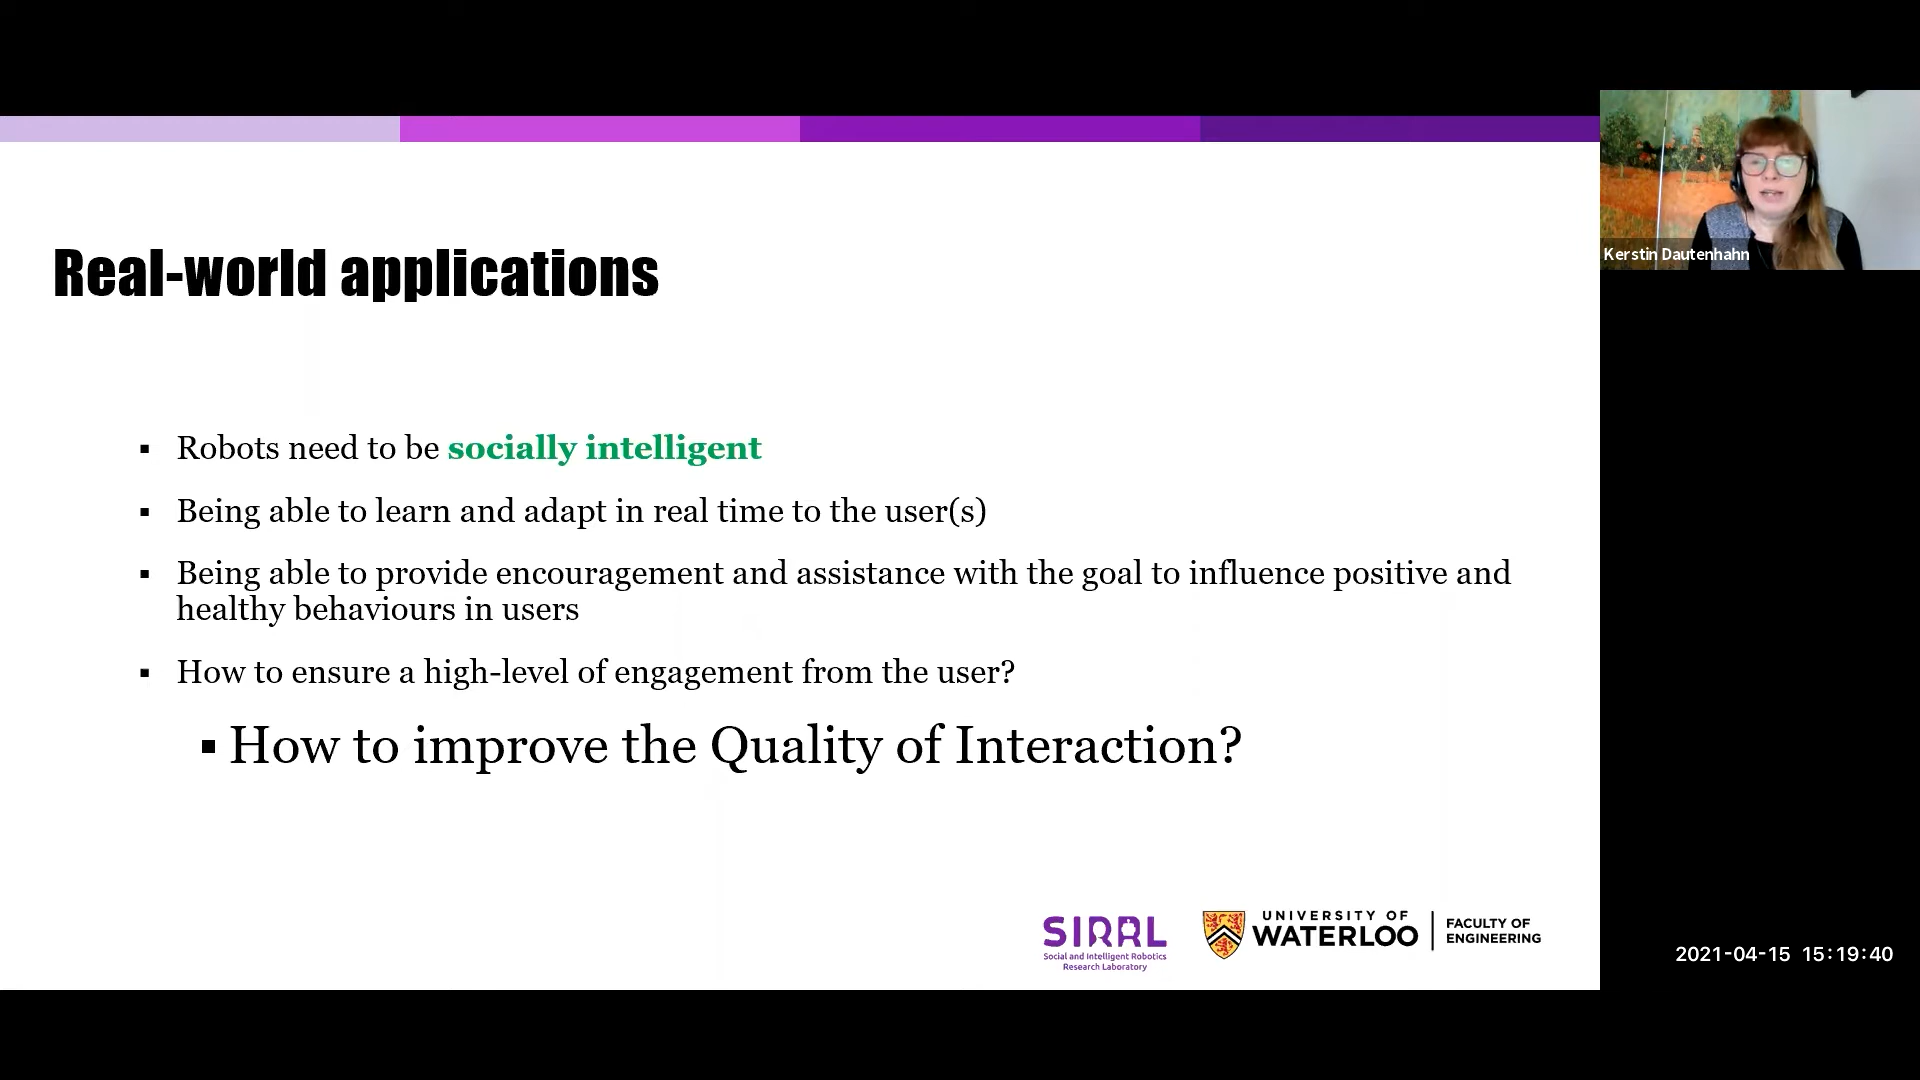 Real-world applications
▪ Robots need to be socially intelligent
▪ Being able to learn and adapt in real time to the user(s)
▪ Being able to provide encouragement and assistance with the goal to influence positive and
healthy behaviours in users
▪ How to ensure a high-level of engagement from the user?
▪ How to improve the Quality of Interaction?
SIRRL
Social and Intelligent Robotics
Research Laboratory
UNIVERSITY OF
WATERLOO
FACULTY OF
ENGINEERING
Kerstin Dautenhahn
2021-04-15 15:19:40